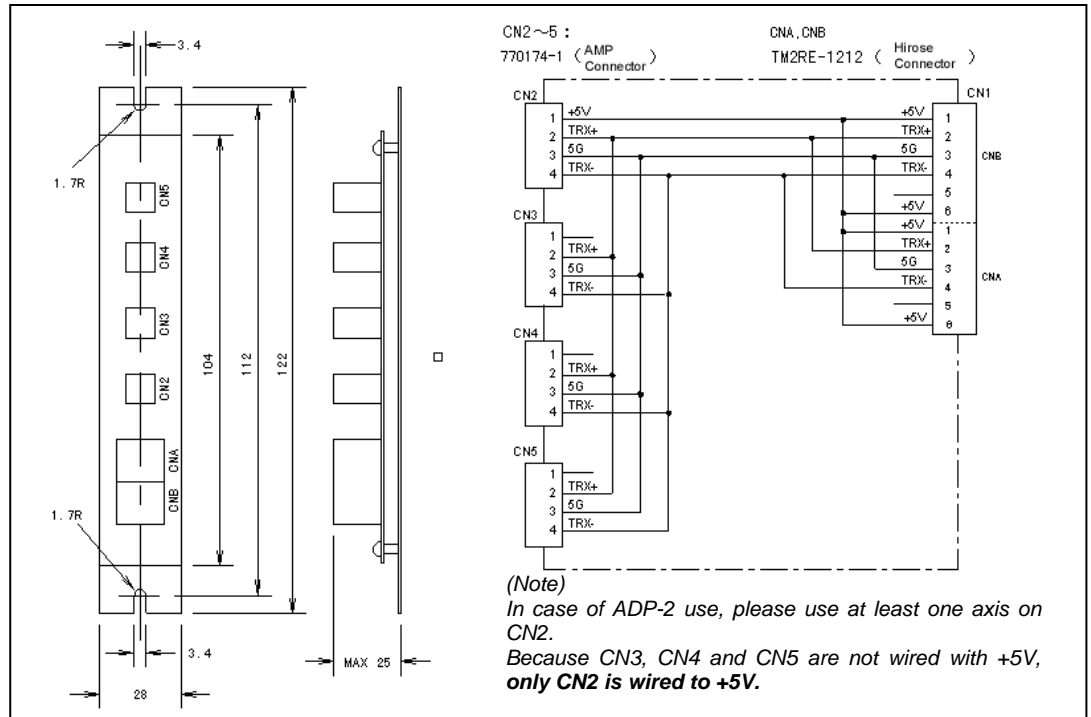 3.4
1.7R
CN5
CN4
CN3
CN2
CNA
CNB
104
112
122
1.7R
3.4
28
MAX 25
CN2～5 :
770174-1 ( AMP Connector )
CNA,CNB
TM2RE-1212 ( Hirose Connector )
CN2
1 +5V
2 TRX+
3 5G
4 TRX-
CN3
1
2 TRX+
3 5G
4 TRX-
CN4
1
2 TRX+
3 5G
4 TRX-
CN5
1
2 TRX+
3 5G
4 TRX-
CN1
+5V 1
TRX+ 2
5G 3
TRX- 4
5
+5V 6
CNB
+5V 1
TRX+ 2
5G 3
TRX- 4
5
+5V 6
CNA
(Note)
In case of ADP-2 use, please use at least one axis on
CN2.
Because CN3, CN4 and CN5 are not wired with +5V,
only CN2 is wired to +5V.